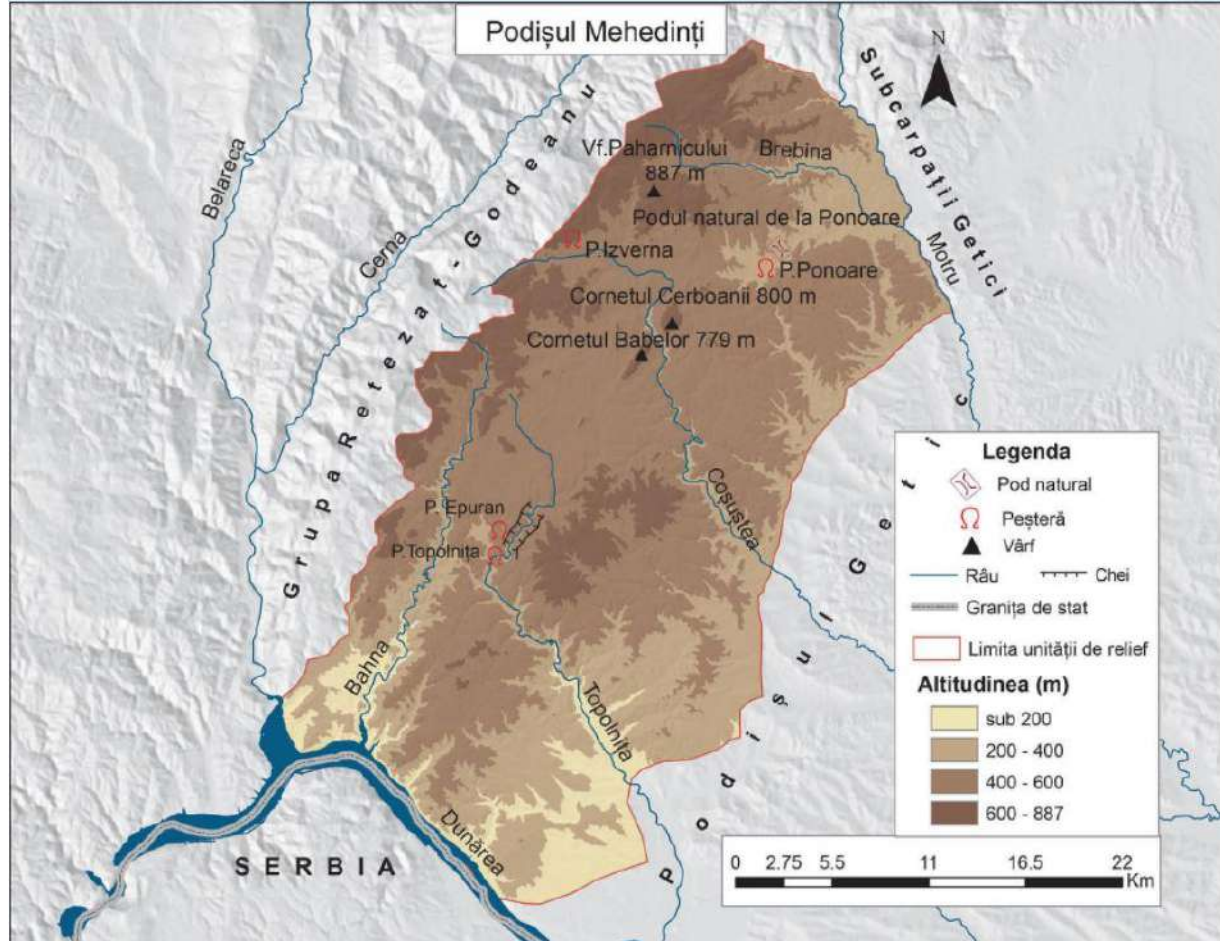 Podișul Mehedinți
N
Subcarpații Getici
Grupa Retezat-Godeanu
Belareca
Cerna
Vf.Paharnicului
887 m
Brebina
Podul natural de la Ponoare
P.Izverna
P.Ponoare
Motru
Cornetul Cerboanii 800 m
Cornetul Babelor 779 m
Coșuștea
P. Epuran
P.Topolnița
Bahna
Topolnița
Dunărea
SERBIA
Podișul Getic
Legenda
Pod natural
Peșteră
Vârf
Râu
Chei
Granița de stat
Limita unității de relief
Altitudinea (m)
sub 200
200 - 400
400 - 600
600 - 887
0 2.75 5.5 11 16.5 22
Km